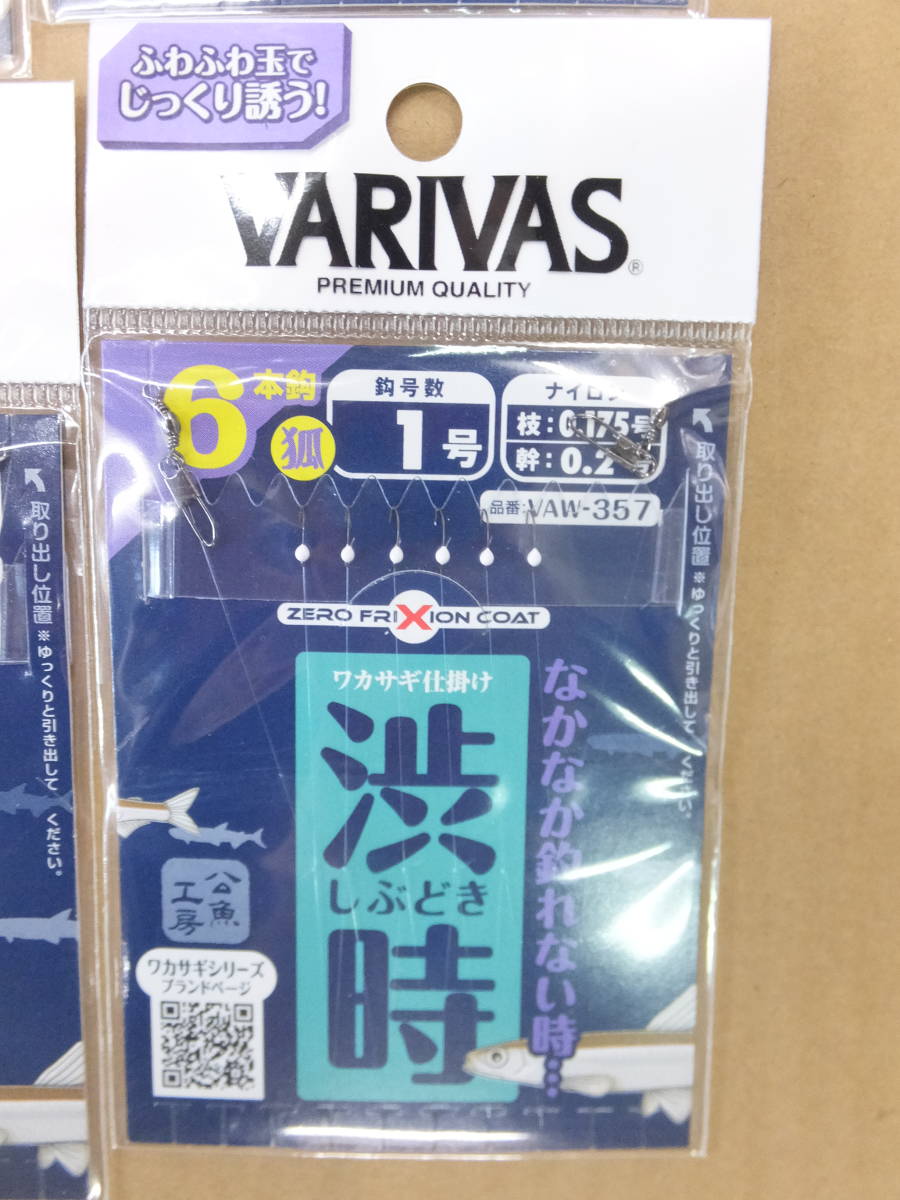 ふわふわ玉で
じっくり誘う!
VARIVAS®
PREMIUM QUALITY
6本鈎
狐
鈎号数
1号
枝:0.175号
幹:0.2号
品番:VAW-357
取り出し位置 ※ゆっくりと引き出してください。
ZERO FRIXION COAT
ワカサギ仕掛け
渋
しぶどき
時
なかなか釣れない時…
公魚
工房
ワカサギシリーズ
ブランドページ
取り出し位置 ※ゆっくりと引き出してください。